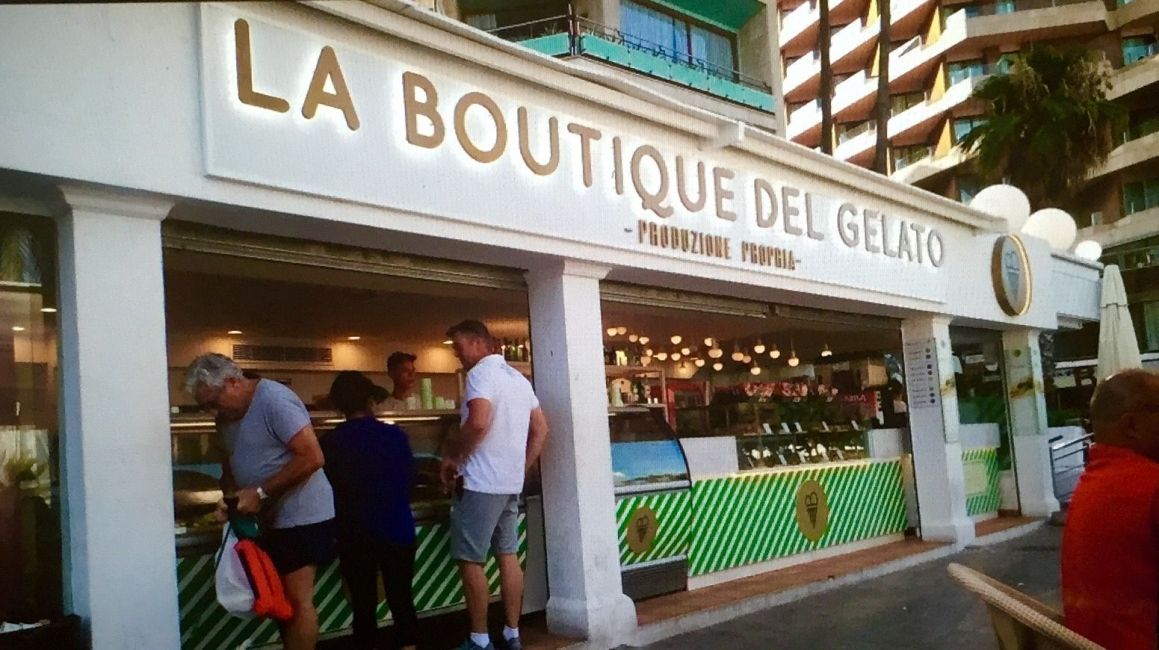 LA BOUTIQUE DEL GELATO
-PRODUZIONE PROPRIA-